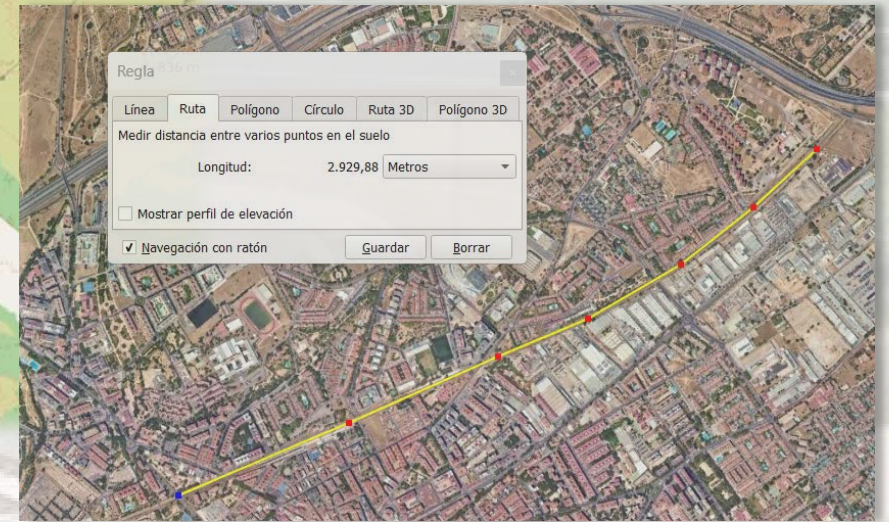 Regla
836 m
Línea Ruta Polígono Círculo Ruta 3D Polígono 3D
Medir distancia entre varios puntos en el suelo
Longitud: 2.929,88 Metros
Mostrar perfil de elevación
Navegación con ratón Guardar Borrar